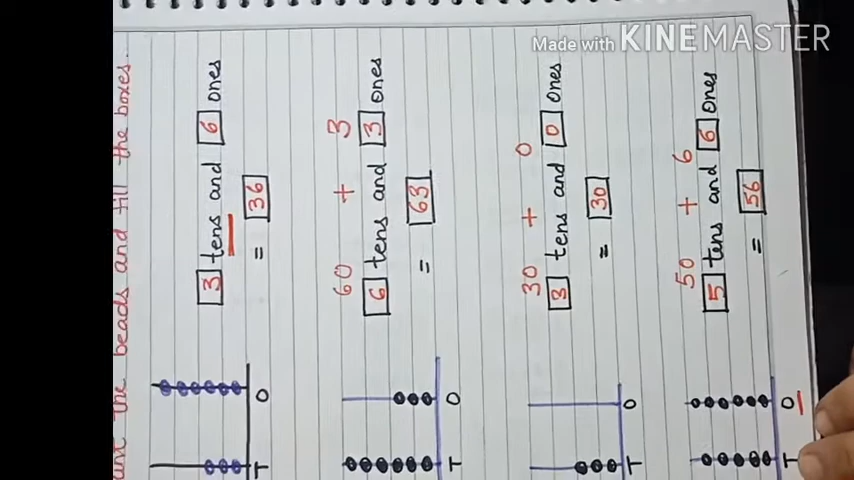 Made with KINEMASTER
the beads and fill the boxes.
3 tens and 6 ones
= 36
T O
60 + 3
6 tens and 3 ones
= 63
T O
30 + 0
3 tens and 0 ones
= 30
T O
50 + 6
5 tens and 6 ones
= 56
T O